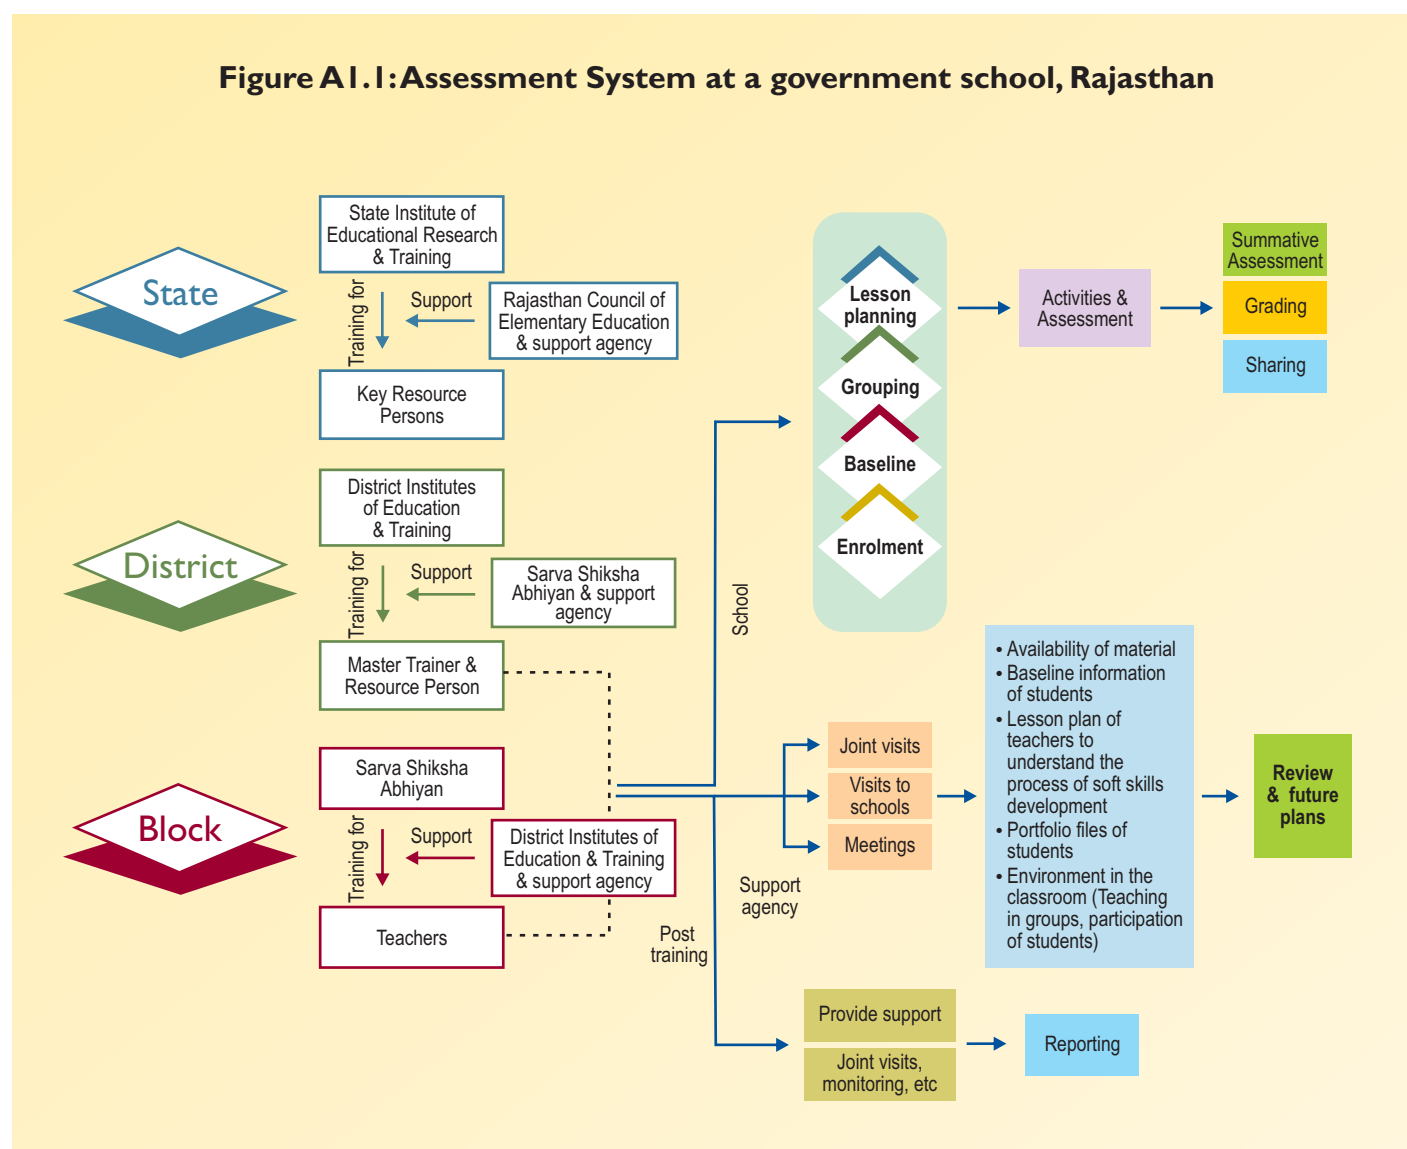 Figure A1.1: Assessment System at a government school, Rajasthan
State
State Institute of
Educational Research
& Training
Training for
Support
Rajasthan Council of
Elementary Education
& support agency
Key Resource
Persons
District
District Institutes
of Education
& Training
Training for
Support
Sarva Shiksha
Abhiyan & support
agency
Master Trainer &
Resource Person
Block
Sarva Shiksha
Abhiyan
Training for
Support
District Institutes of
Education & Training
& support agency
Teachers
School
Lesson
planning
Grouping
Baseline
Enrolment
Activities &
Assessment
Summative
Assessment
Grading
Sharing
Support
agency
Joint visits
Visits to
schools
Meetings
• Availability of material
• Baseline information
of students
• Lesson plan of
teachers to
understand the
process of soft skills
development
• Portfolio files of
students
• Environment in the
classroom (Teaching
in groups, participation
of students)
Review
& future
plans
Post
training
Provide support
Joint visits,
monitoring, etc
Reporting